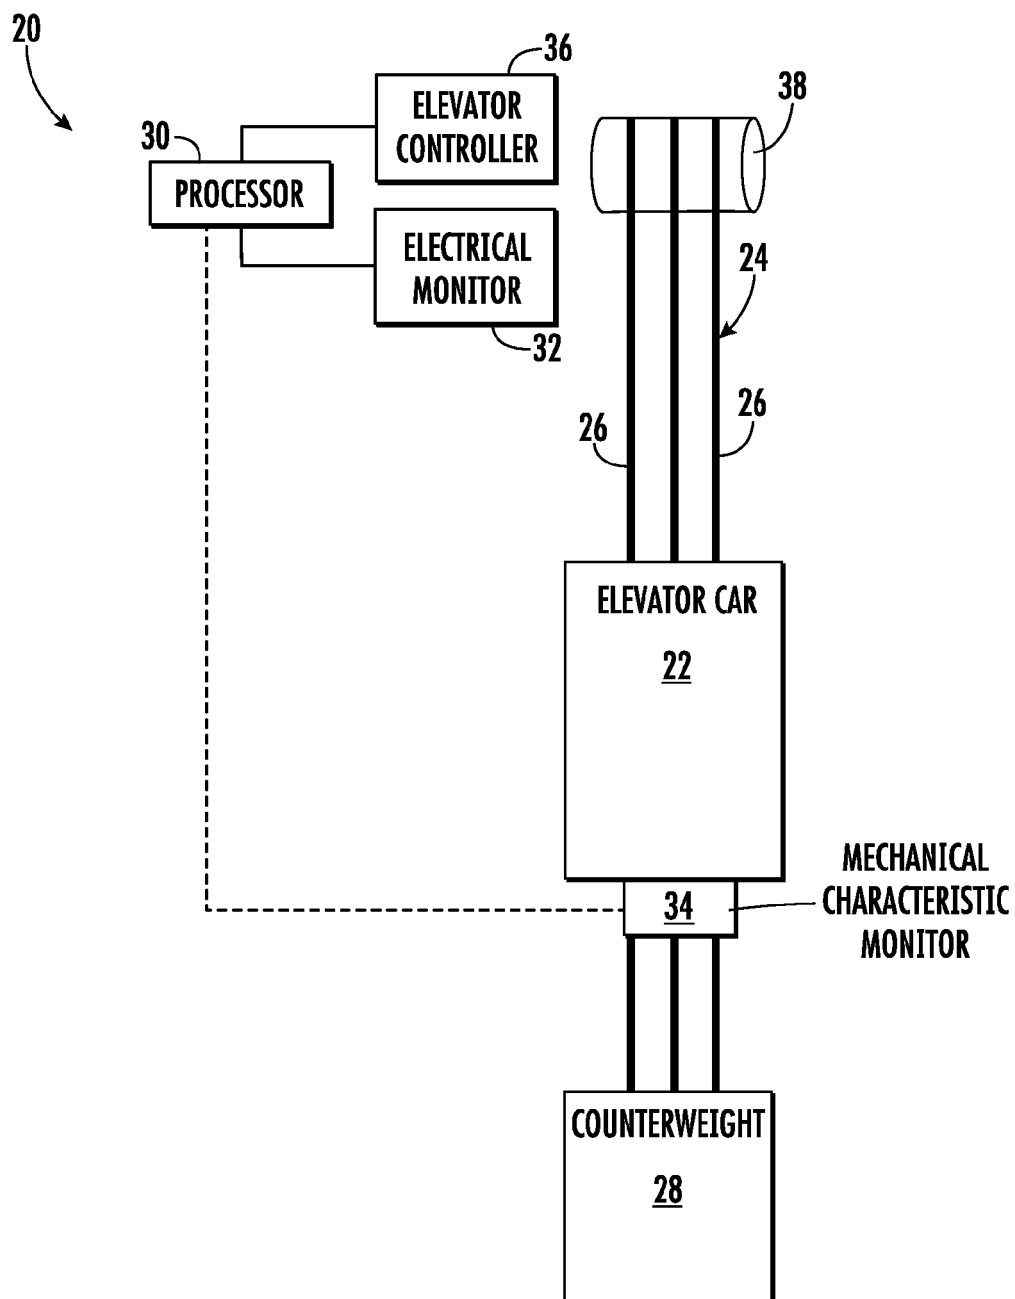 20
36
ELEVATOR
CONTROLLER
38
30
PROCESSOR
ELECTRICAL
MONITOR
32
24
26
26
ELEVATOR CAR
22
MECHANICAL
CHARACTERISTIC
MONITOR
34
COUNTERWEIGHT
28